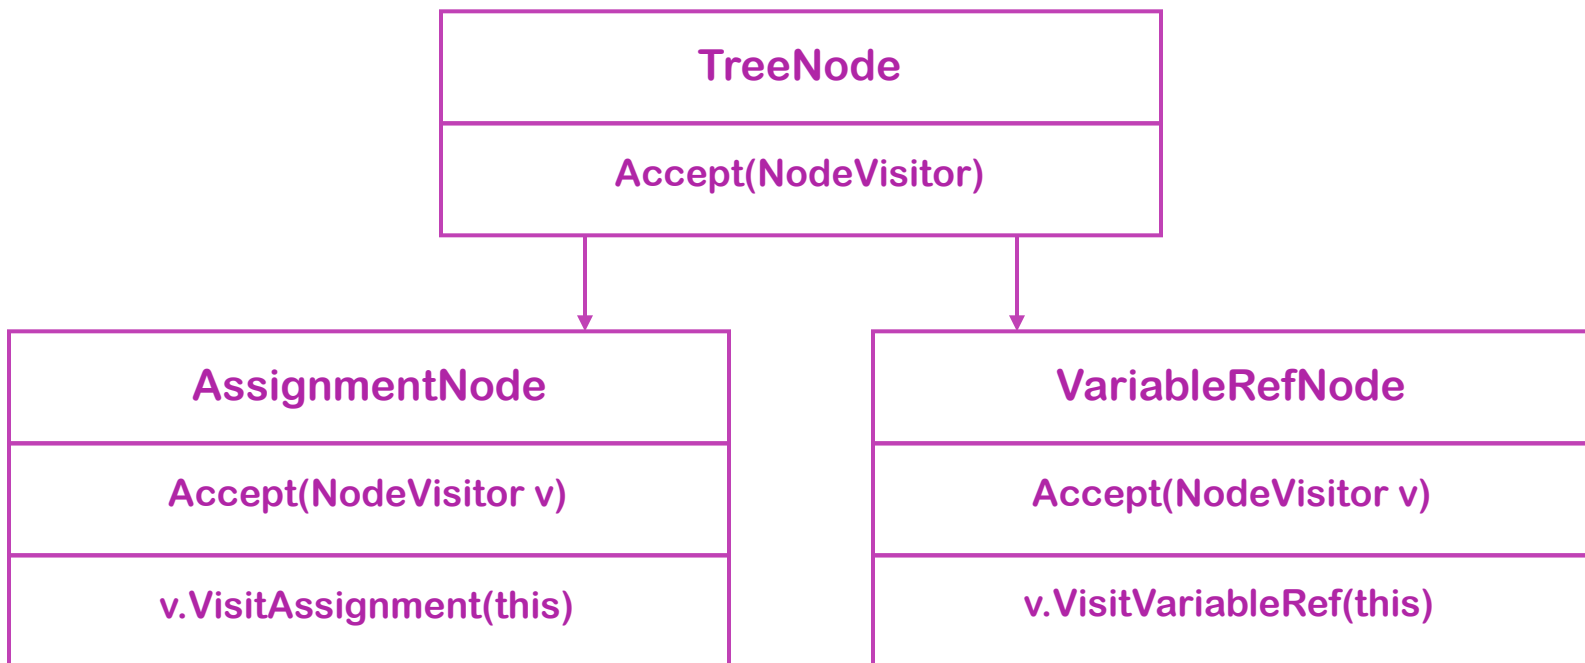 TreeNode
Accept(NodeVisitor)
AssignmentNode
VariableRefNode
Accept(NodeVisitor v)
Accept(NodeVisitor v)
v.VisitAssignment(this)
v.VisitVariableRef(this)